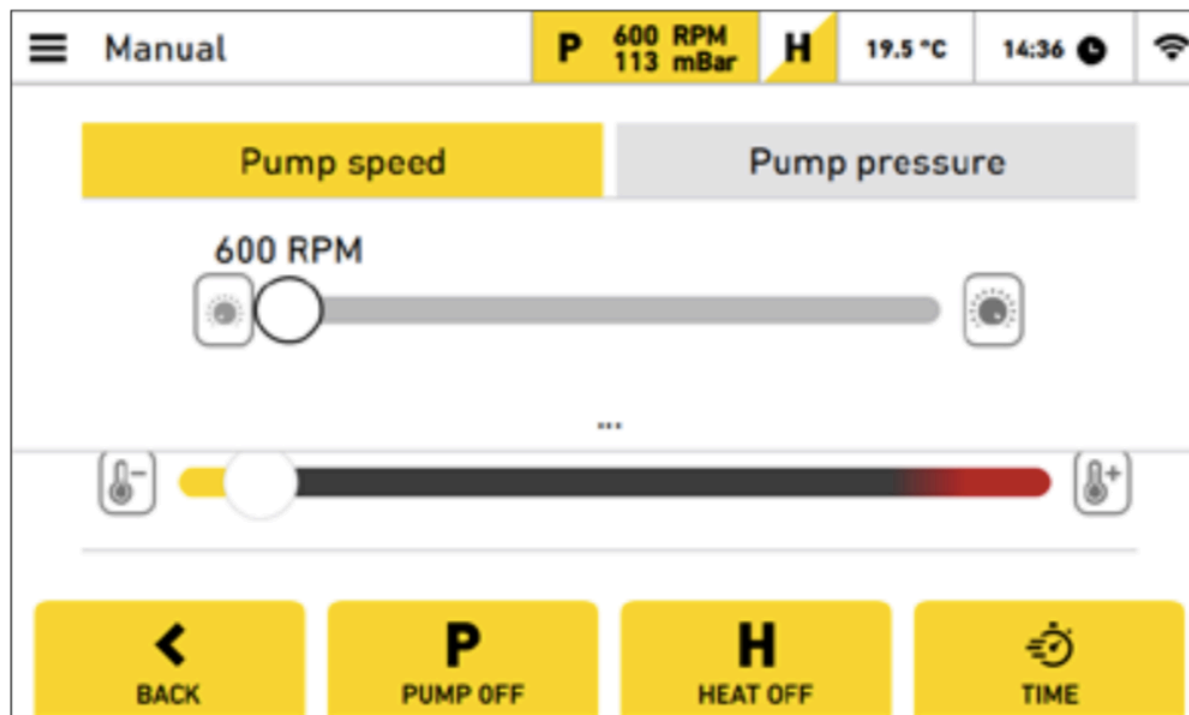 Manual
P 600 RPM
113 mBar
H
19.5 °C
14:36
Pump speed
Pump pressure
600 RPM
...
P
H
BACK
PUMP OFF
HEAT OFF
TIME